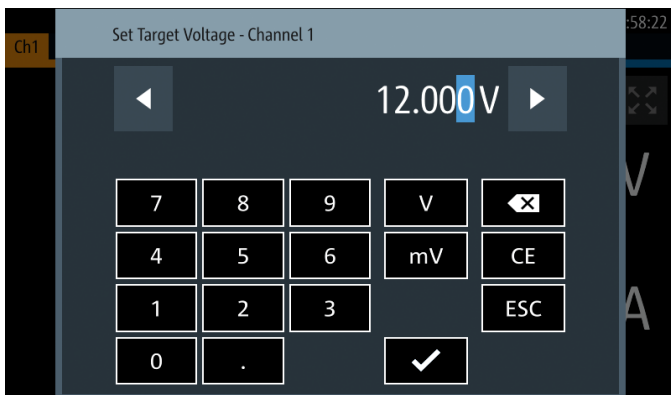 Set Target Voltage - Channel 1
:58:22
Ch1
12.000 V
V
7 8 9 V
4 5 6 mV CE
1 2 3 ESC
A
0 .